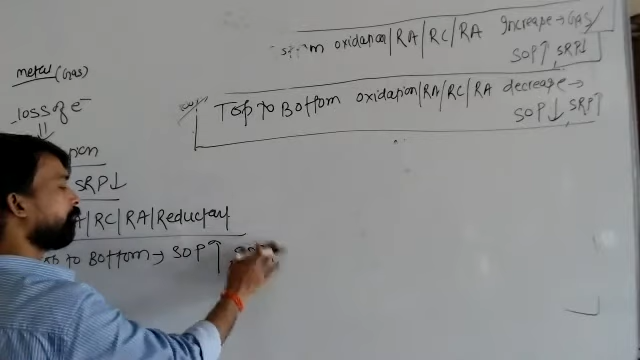 oxidation/RA/RC/RA Increase→Gas/
SOP↑, SRP↓
Top to Bottom oxidation/RA/RC/RA decrease→
SOP↓, SRP↑
metal (Gas)
loss of e⁻
SRP↓
/RC/RA/Reductant
to Bottom → SOP↑